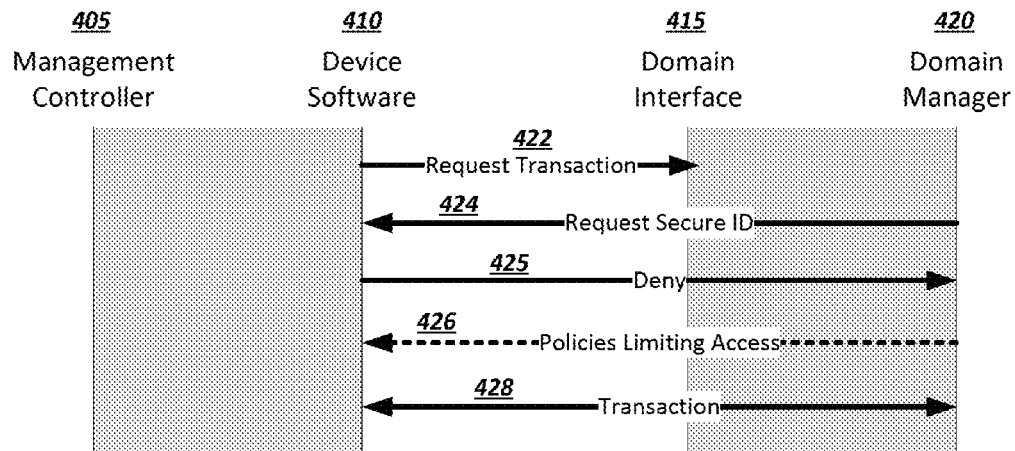 405 410 415 420
Management Device Domain Domain
Controller Software Interface Manager
422
Request Transaction
424
Request Secure ID
425
Deny
426
Policies Limiting Access
428
Transaction